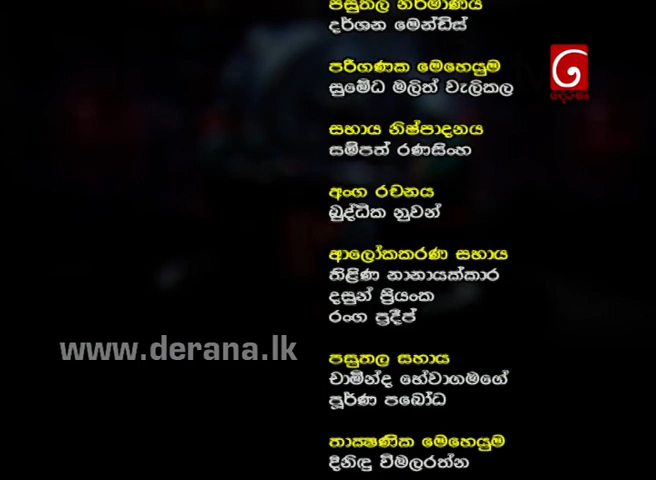 පසුතල නිර්මාණය
දර්ශන මෙන්ඩිස්
පරිගණක මෙහෙයුම
සුමේධ මලිත් වැලිකල
සහාය නිෂ්පාදනය
සම්පත් රණසිංහ
අංග රචනය
බුද්ධික නුවන්
ආලෝකකරණ සහාය
තිළිණ නානායක්කාර
දසුන් ප්‍රියංක
රංග ප්‍රදීප්
පසුතල සහාය
චාමින්ද හේවාගමගේ
පූර්ණ පබෝධ
තාක්‍ෂණික මෙහෙයුම
දිනිඳු විමලරත්න
දෙරණ
www.derana.lk